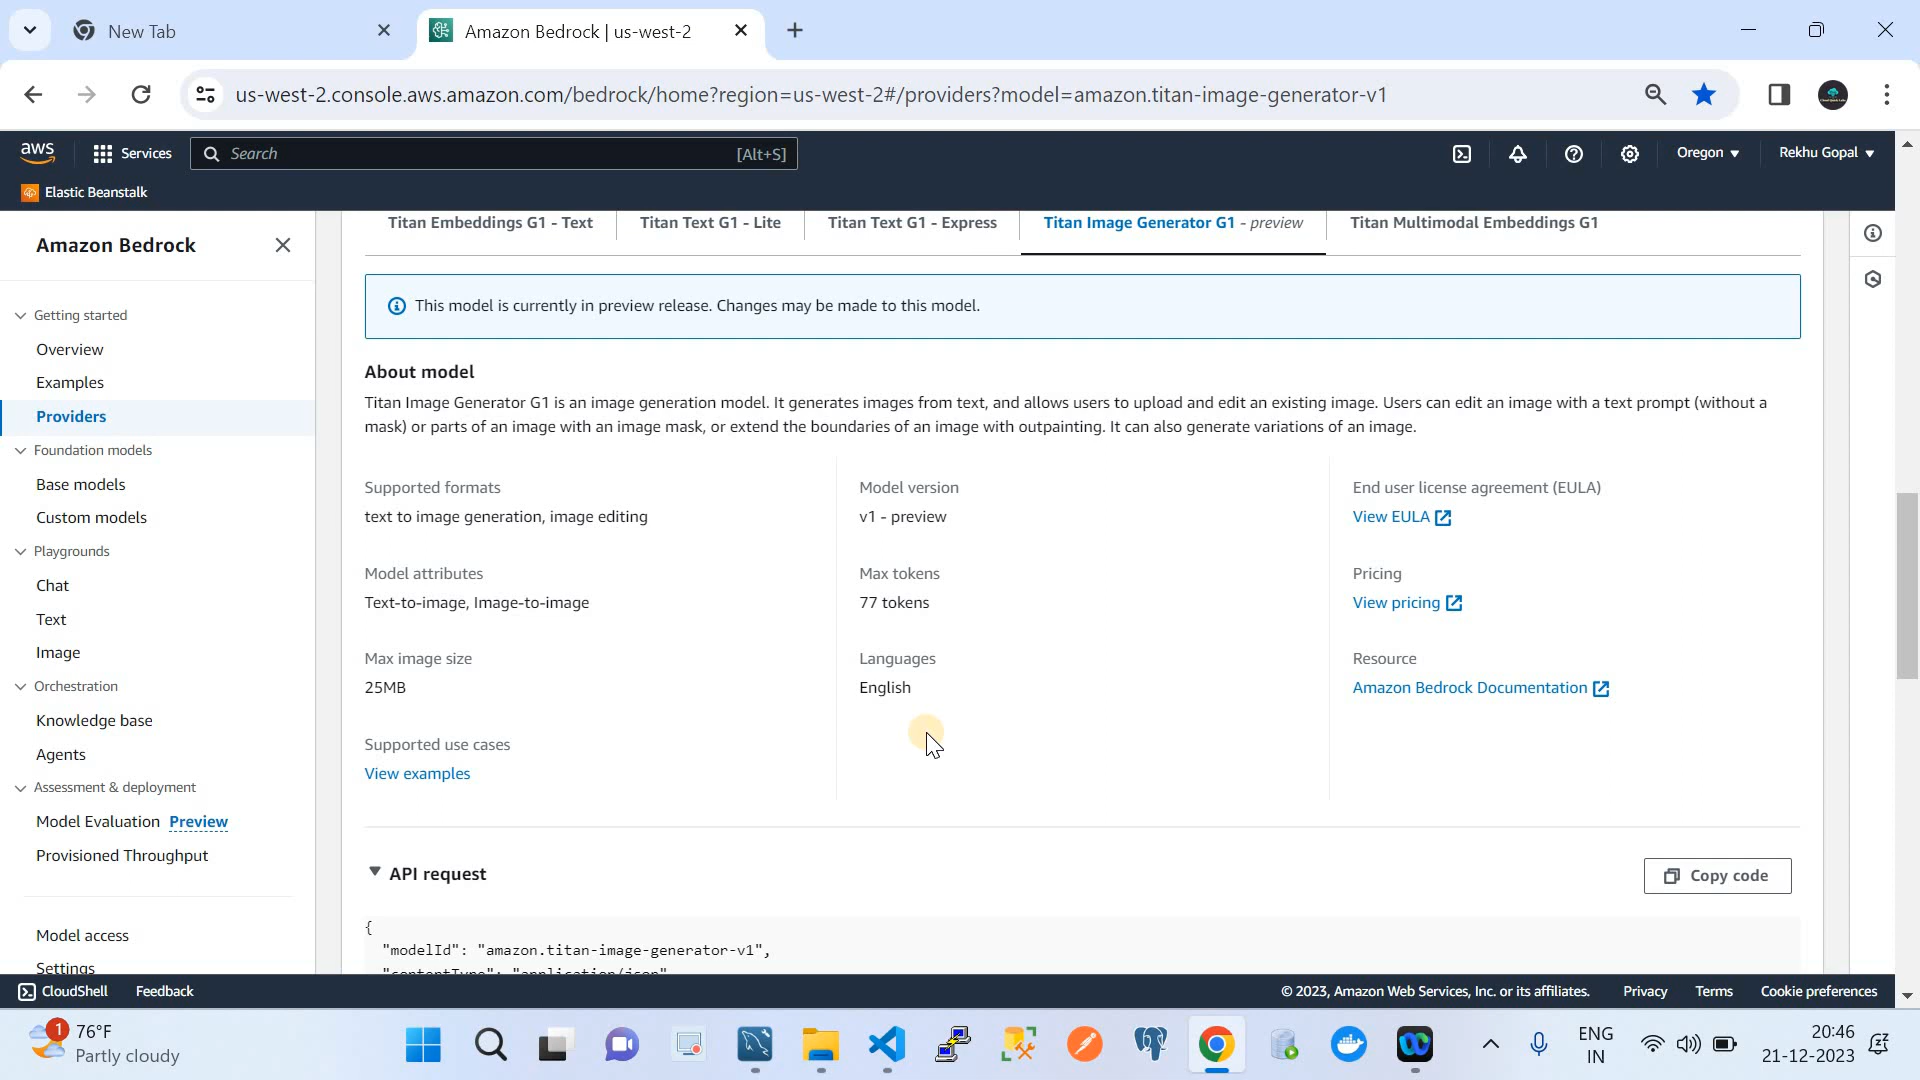 New Tab
Amazon Bedrock | us-west-2
us-west-2.console.aws.amazon.com/bedrock/home?region=us-west-2#/providers?model=amazon.titan-image-generator-v1
aws
Services
Search
[Alt+S]
Oregon
Rekhu Gopal
Elastic Beanstalk
Amazon Bedrock
Getting started
Overview
Examples
Providers
Foundation models
Base models
Custom models
Playgrounds
Chat
Text
Image
Orchestration
Knowledge base
Agents
Assessment & deployment
Model Evaluation Preview
Provisioned Throughput
Model access
Settings
Titan Embeddings G1 - Text
Titan Text G1 - Lite
Titan Text G1 - Express
Titan Image Generator G1 - preview
Titan Multimodal Embeddings G1
This model is currently in preview release. Changes may be made to this model.
About model
Titan Image Generator G1 is an image generation model. It generates images from text, and allows users to upload and edit an existing image. Users can edit an image with a text prompt (without a
mask) or parts of an image with an image mask, or extend the boundaries of an image with outpainting. It can also generate variations of an image.
Supported formats
text to image generation, image editing
Model attributes
Text-to-image, Image-to-image
Max image size
25MB
Supported use cases
View examples
Model version
v1 - preview
Max tokens
77 tokens
Languages
English
End user license agreement (EULA)
View EULA
Pricing
View pricing
Resource
Amazon Bedrock Documentation
API request
Copy code
{
"modelId": "amazon.titan-image-generator-v1",
"contentType": "application/json"
CloudShell
Feedback
© 2023, Amazon Web Services, Inc. or its affiliates.
Privacy
Terms
Cookie preferences
1
76°F
Partly cloudy
ENG
IN
20:46
21-12-2023